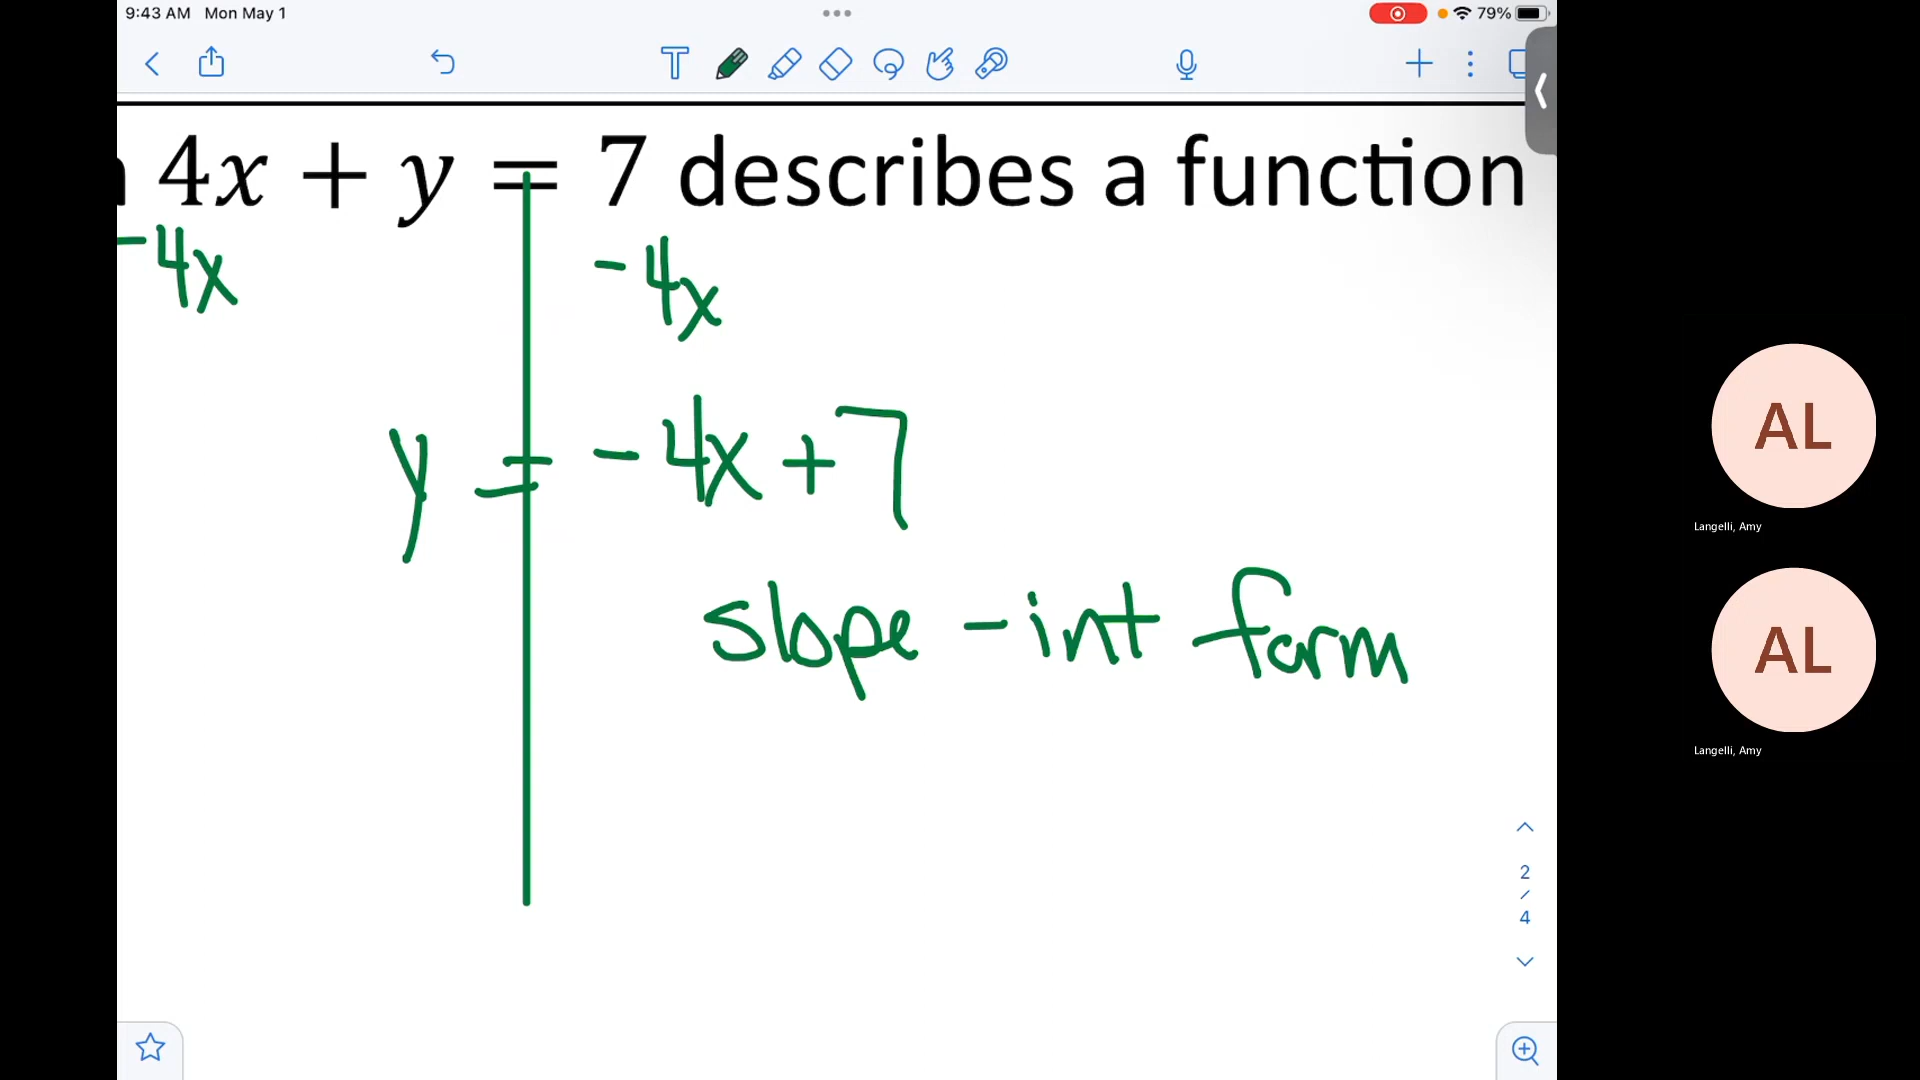 9:43 AM Mon May 1
79%
4x + y = 7 describes a function
-4x -4x
y = -4x + 7
slope - int form
AL
Langelli, Amy
AL
Langelli, Amy
2
/
4